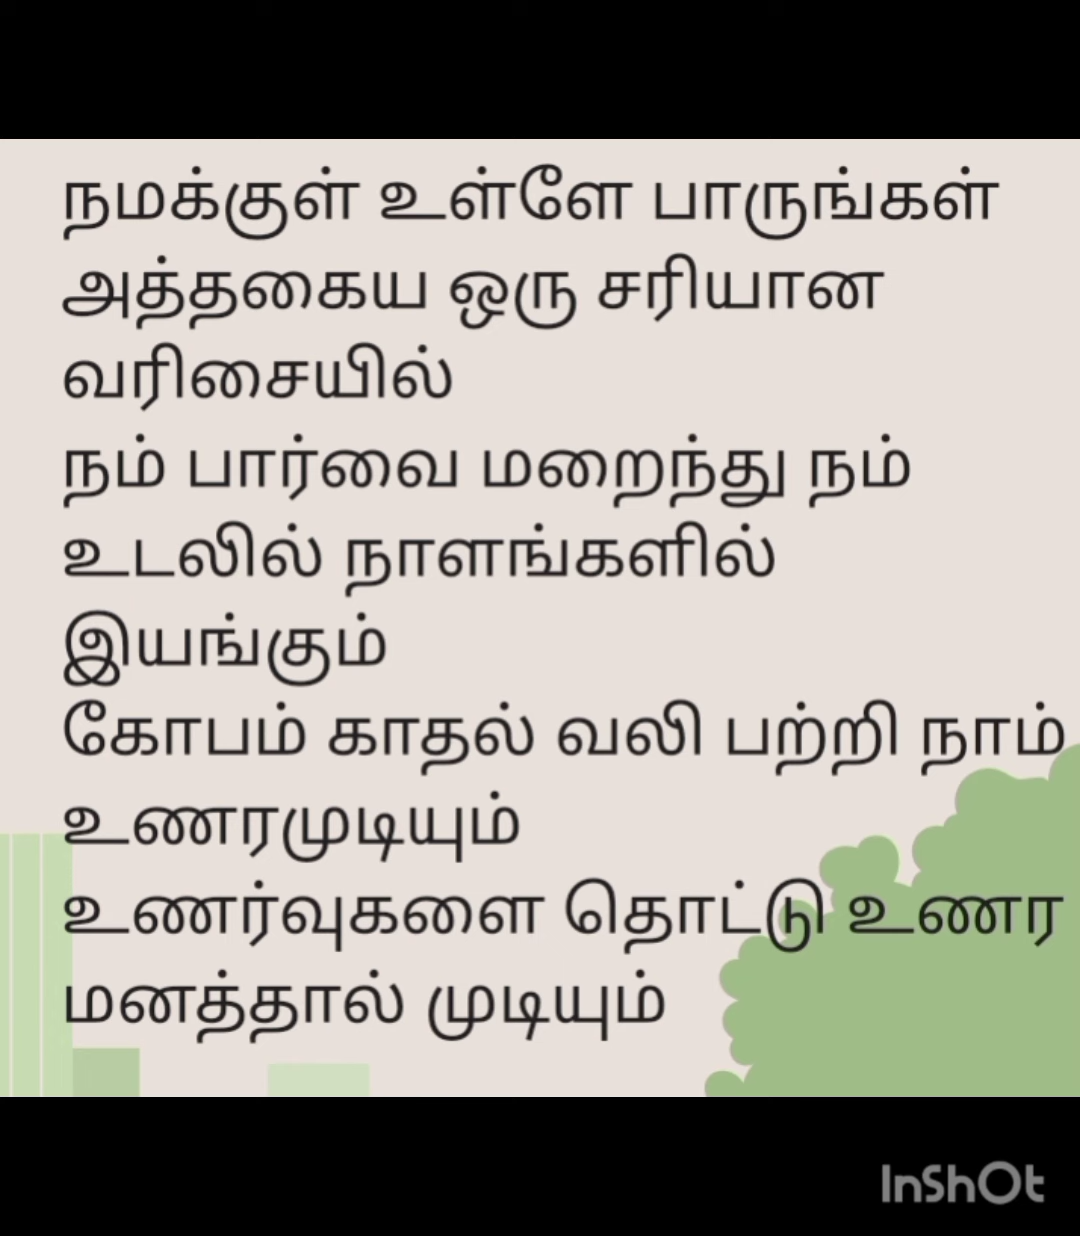 நமக்குள் உள்ளே பாருங்கள்
அத்தகைய ஒரு சரியான
வரிசையில்
நம் பார்வை மறைந்து நம்
உடலில் நாளங்களில்
இயங்கும்
கோபம் காதல் வலி பற்றி நாம்
உணரமுடியும்
உணர்வுகளை தொட்டு உணர
மனத்தால் முடியும்
InShOt